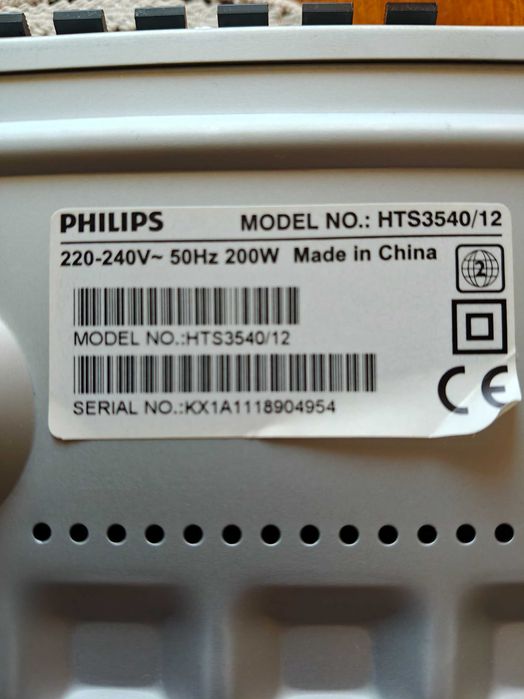 PHILIPS MODEL NO.: HTS3540/12
220-240V~ 50Hz 200W Made in China
2
MODEL NO.:HTS3540/12
SERIAL NO.:KX1A1118904954
CE